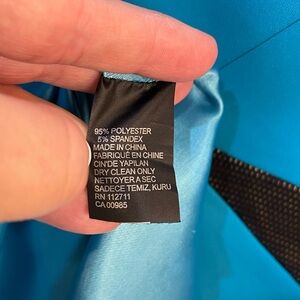 95% POLYESTER
5% SPANDEX
MADE IN CHINA
FABRIQUÉ EN CHINE
CIN'DE YAPILAN
DRY CLEAN ONLY
NETTOYER A SEC
SADECE TEMIZ, KURU
RN 112711
CA 00985